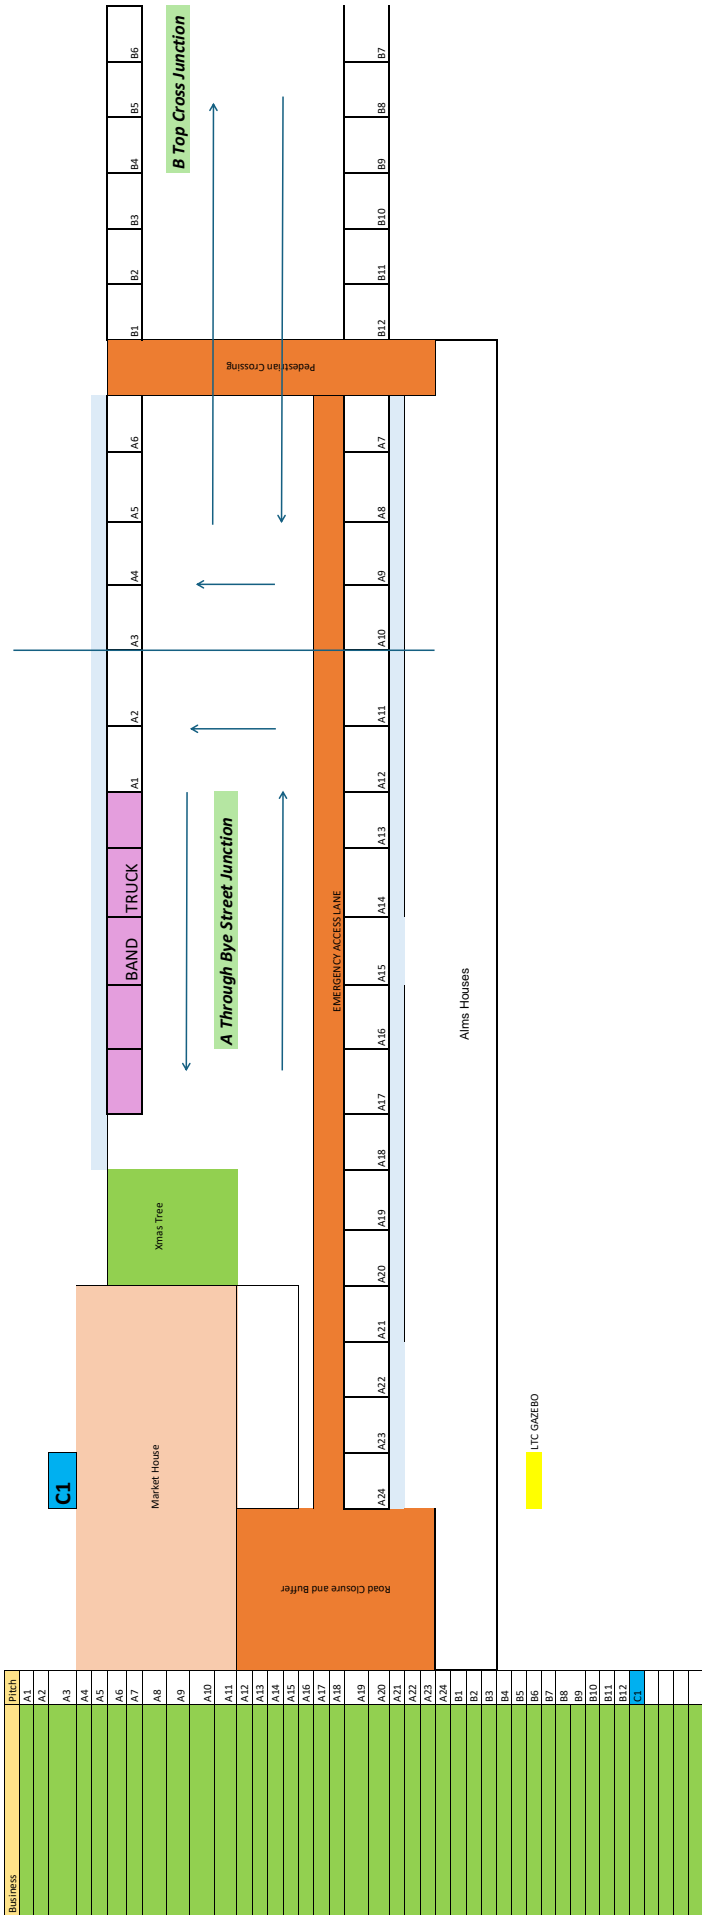 Business Pitch
A1
A2
A3
A4
A5
A6
A7
A8
A9
A10
A11
A12
A13
A14
A15
A16
A17
A18
A19
A20
A21
A22
A23
A24
B1
B2
B3
B4
B5
B6
B7
B8
B9
B10
B11
B12
C1
C1
Market House
Xmas Tree
BAND TRUCK
A1 A2 A3 A4 A5 A6
B1 B2 B3 B4 B5 B6
B Top Cross Junction
A Through Bye Street Junction
Pedestrian Crossing
Road Closure and Buffer
EMERGENCY ACCESS LANE
A24 A23 A22 A21 A20 A19 A18 A17 A16 A15 A14 A13 A12 A11 A10 A9 A8 A7
B12 B11 B10 B9 B8 B7
Alms Houses
LTC GAZEBO